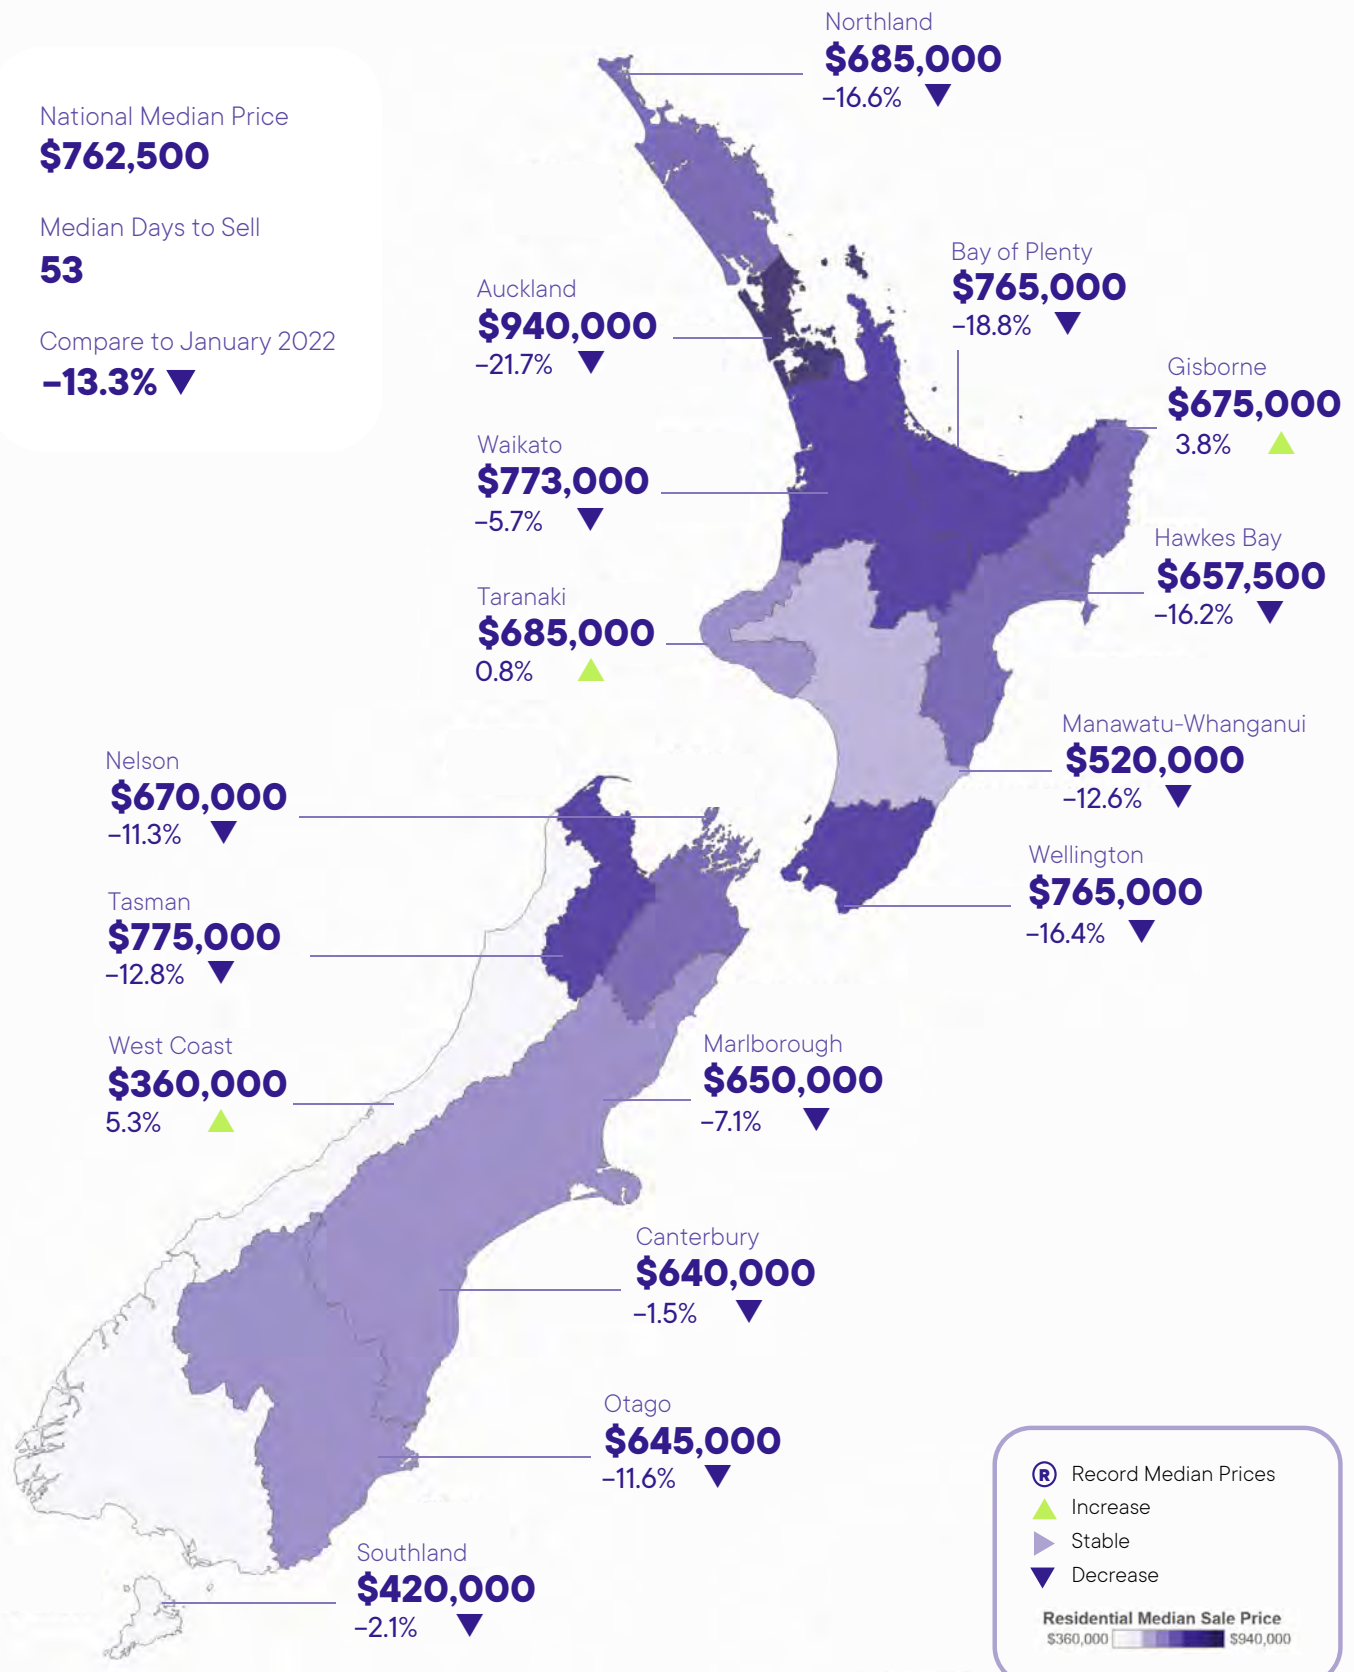 National Median Price
$762,500
Median Days to Sell
53
Compare to January 2022
-13.3%
Northland
$685,000
-16.6%
Auckland
$940,000
-21.7%
Bay of Plenty
$765,000
-18.8%
Gisborne
$675,000
3.8%
Waikato
$773,000
-5.7%
Hawkes Bay
$657,500
-16.2%
Taranaki
$685,000
0.8%
Manawatu-Whanganui
$520,000
-12.6%
Nelson
$670,000
-11.3%
Wellington
$765,000
-16.4%
Tasman
$775,000
-12.8%
West Coast
$360,000
5.3%
Marlborough
$650,000
-7.1%
Canterbury
$640,000
-1.5%
Otago
$645,000
-11.6%
Southland
$420,000
-2.1%
R Record Median Prices
Increase
Stable
Decrease
Residential Median Sale Price
$360,000 $940,000